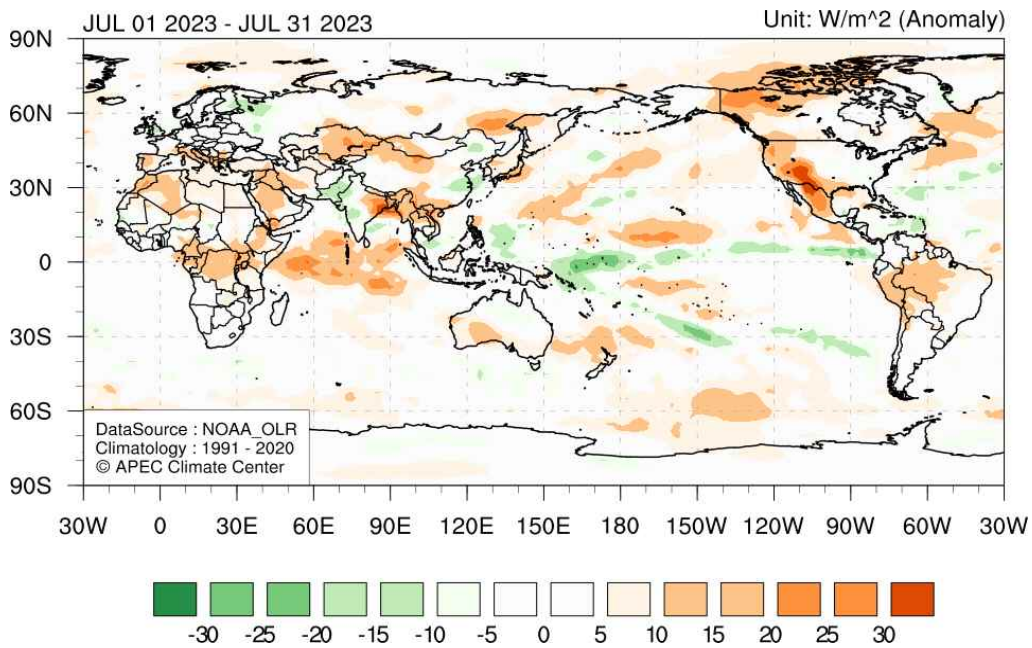 JUL 01 2023 - JUL 31 2023 Unit: W/m^2 (Anomaly)
90N
60N
30N
0
30S
60S
90S
DataSource : NOAA_OLR
Climatology : 1991 - 2020
© APEC Climate Center
30W 0 30E 60E 90E 120E 150E 180 150W 120W 90W 60W 30W
-30 -25 -20 -15 -10 -5 0 5 10 15 20 25 30